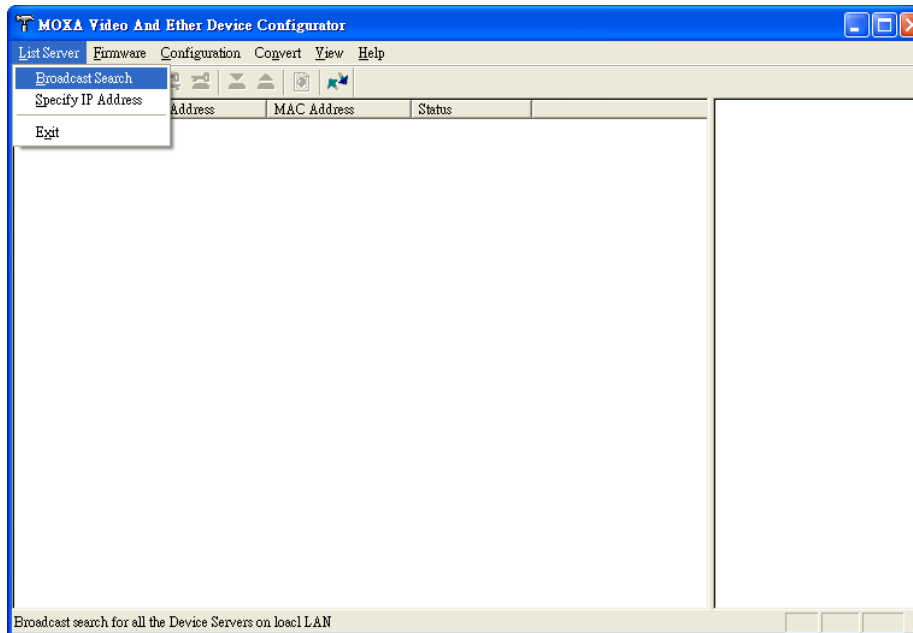 MOXA Video And Ether Device Configurator
List Server Firmware Configuration Convert View Help
Broadcast Search
Specify IP Address
Exit
Address MAC Address Status
Broadcast search for all the Device Servers on loacl LAN